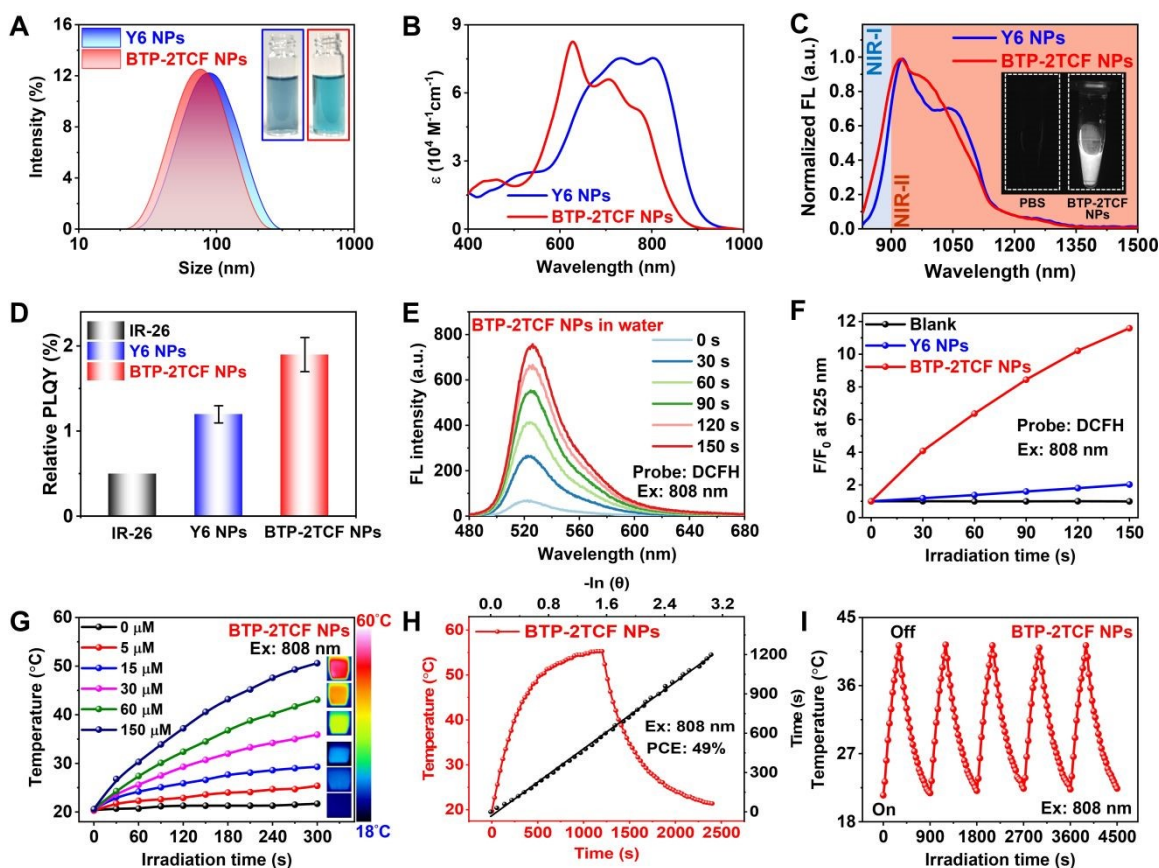 A
Y6 NPs
BTP-2TCF NPs
Intensity (%)
16
12
8
4
0
10
100
1000
Size (nm)
B
ε (10⁴ M⁻¹cm⁻¹)
9
6
3
0
Y6 NPs
BTP-2TCF NPs
400
600
800
1000
Wavelength (nm)
C
Normalized FL (a.u.)
1.0
0.8
0.6
0.4
0.2
0
NIR-I
NIR-II
Y6 NPs
BTP-2TCF NPs
PBS
BTP-2TCF
NPs
900
1050
1200
1350
1500
Wavelength (nm)
D
Relative PLQY (%)
2
1
0
IR-26
Y6 NPs
BTP-2TCF NPs
IR-26
Y6 NPs
BTP-2TCF NPs
E
BTP-2TCF NPs in water
FL intensity (a.u.)
800
600
400
200
0
0 s
30 s
60 s
90 s
120 s
150 s
Probe: DCFH
Ex: 808 nm
480
520
560
600
640
680
Wavelength (nm)
F
F/F₀ at 525 nm
12
10
8
6
4
2
0
Blank
Y6 NPs
BTP-2TCF NPs
Probe: DCFH
Ex: 808 nm
0
30
60
90
120
150
Irradiation time (s)
G
Temperature (°C)
60
50
40
30
20
0 μM
5 μM
15 μM
30 μM
60 μM
150 μM
BTP-2TCF NPs
Ex: 808 nm
60°C
18°C
0
60
120
180
240
300
Irradiation time (s)
H
-ln (θ)
0.0
0.8
1.6
2.4
3.2
Temperature (°C)
60
50
40
30
20
BTP-2TCF NPs
Ex: 808 nm
PCE: 49%
1200
900
600
300
0
Time (s)
0
500
1000
1500
2000
2500
Time (s)
I
Temperature (°C)
45
36
27
18
Off
On
BTP-2TCF NPs
Ex: 808 nm
0
900
1800
2700
3600
4500
Irradiation time (s)